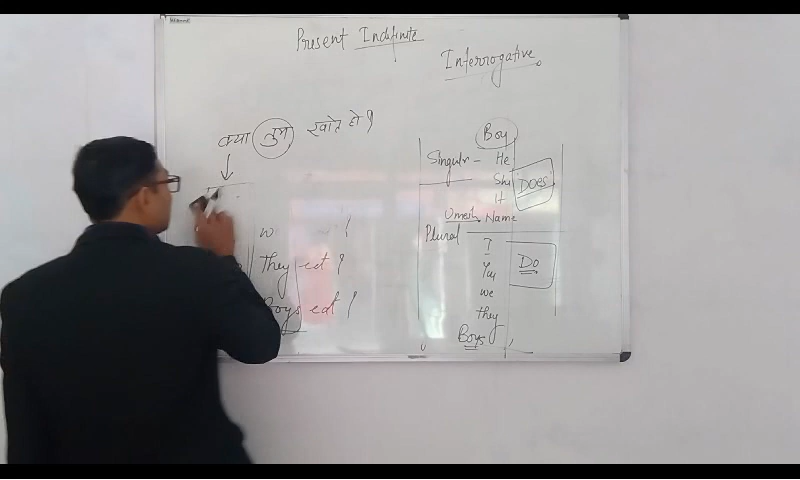 Present Indefinite
Interrogative.
क्या तुम खाते हो ?
Boy
Singulr - He
She
It
DOES
Umesh Name
Plural
I
You
we
they
Boys
Do
w ?
They eat ?
Boys eat ?